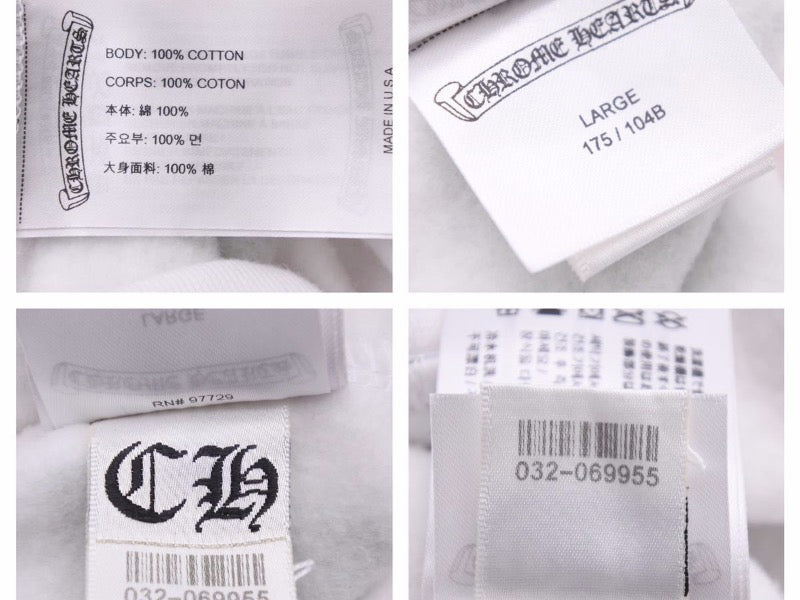 CHROME HEARTS
BODY: 100% COTTON
CORPS: 100% COTON
本体: 綿 100%
주요부: 100% 면
大身面料: 100% 棉
MADE IN U.S.A
CHROME HEARTS
LARGE
175 / 104B
LARGE
CHROME HEARTS
RN# 97729
CH
032-069955
032-069955